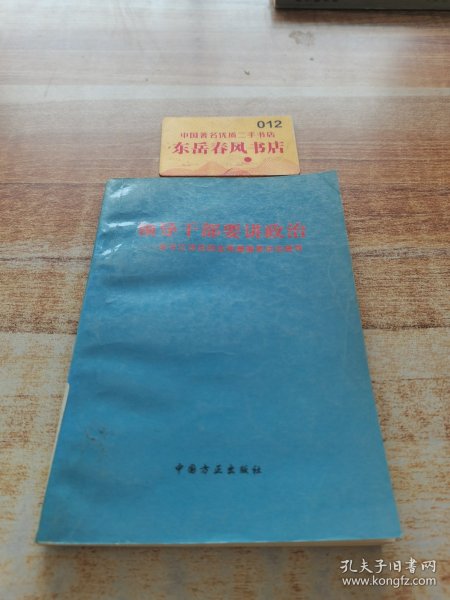 012
中国著名优质二手书店
东岳春风书店
领导干部要讲政治
中国方正出版社
孔夫子旧书网
www.kongfz.com